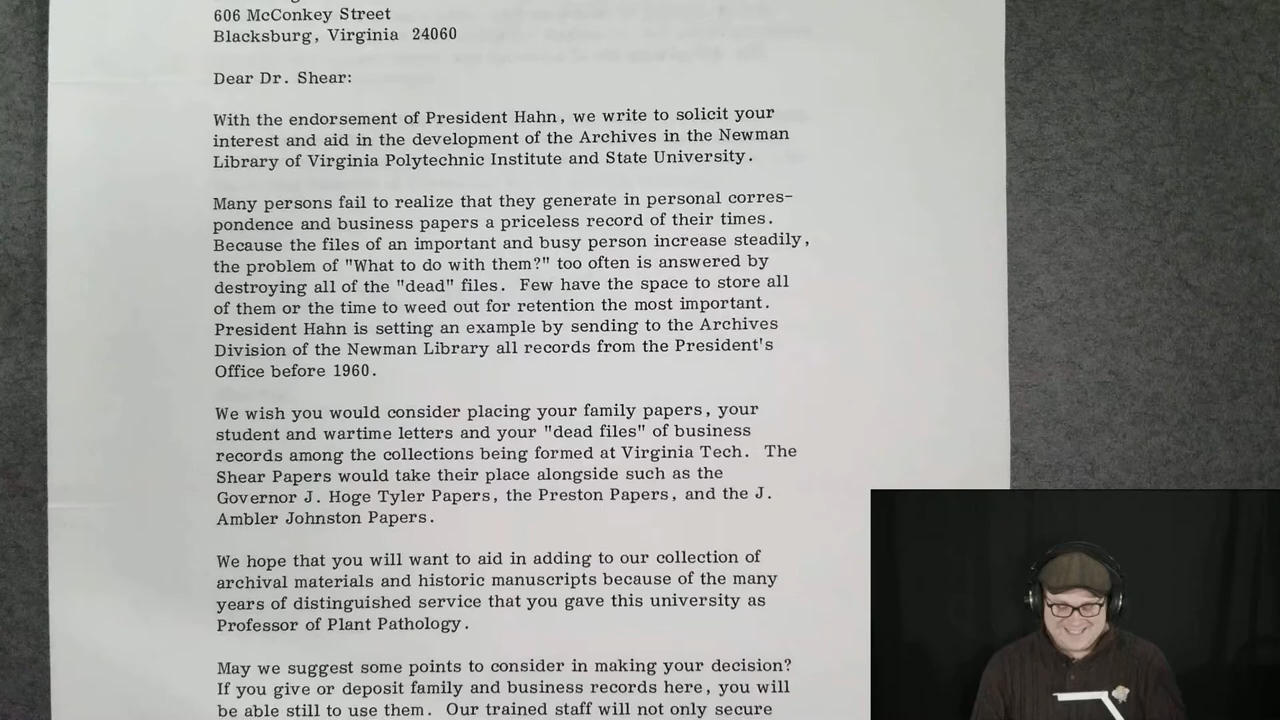 606 McConkey Street
Blacksburg, Virginia 24060
Dear Dr. Shear:
With the endorsement of President Hahn, we write to solicit your
interest and aid in the development of the Archives in the Newman
Library of Virginia Polytechnic Institute and State University.
Many persons fail to realize that they generate in personal corres-
pondence and business papers a priceless record of their times.
Because the files of an important and busy person increase steadily,
the problem of "What to do with them?" too often is answered by
destroying all of the "dead" files. Few have the space to store all
of them or the time to weed out for retention the most important.
President Hahn is setting an example by sending to the Archives
Division of the Newman Library all records from the President's
Office before 1960.
We wish you would consider placing your family papers, your
student and wartime letters and your "dead files" of business
records among the collections being formed at Virginia Tech. The
Shear Papers would take their place alongside such as the
Governor J. Hoge Tyler Papers, the Preston Papers, and the J.
Ambler Johnston Papers.
We hope that you will want to aid in adding to our collection of
archival materials and historic manuscripts because of the many
years of distinguished service that you gave this university as
Professor of Plant Pathology.
May we suggest some points to consider in making your decision?
If you give or deposit family and business records here, you will
be able still to use them. Our trained staff will not only secure